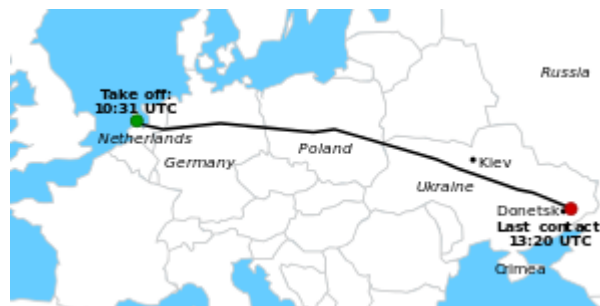 Russia
Take off:
10:31 UTC
Netherlands
Germany
Poland
Kiev
Ukraine
Donetsk
Last contact
13:20 UTC
Crimea